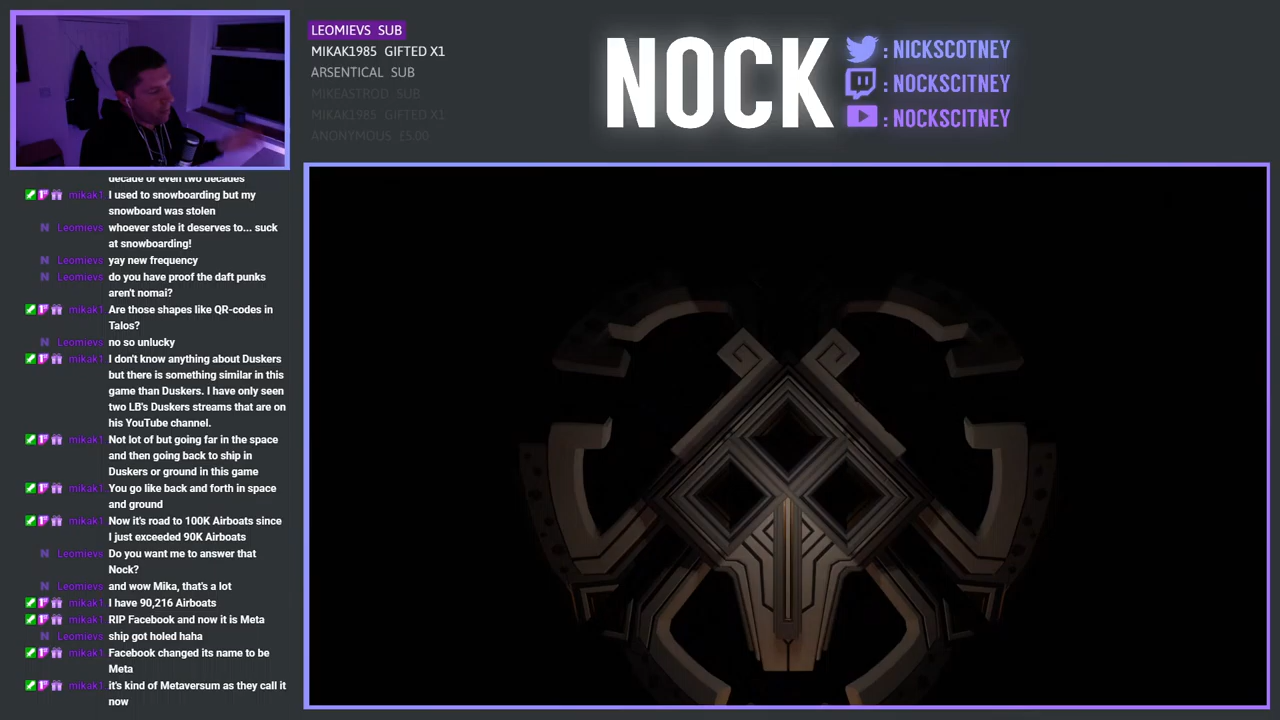 LEOMIEVS SUB
MIKAK1985 GIFTED X1
ARSENTICAL SUB
MIKEASTROD SUB
MIKAK1985 GIFTED X1
ANONYMOUS £5.00
NOCK
: NICKSCOTNEY
: NOCKSCITNEY
: NOCKSCITNEY
decade or even two decades
mikak1 I used to snowboarding but my
snowboard was stolen
Leomievs whoever stole it deserves to... suck
at snowboarding!
Leomievs yay new frequency
Leomievs do you have proof the daft punks
aren't nomai?
mikak1 Are those shapes like QR-codes in
Talos?
Leomievs no so unlucky
mikak1 I don't know anything about Duskers
but there is something similar in this
game than Duskers. I have only seen
two LB's Duskers streams that are on
his YouTube channel.
mikak1 Not lot of but going far in the space
and then going back to ship in
Duskers or ground in this game
mikak1 You go like back and forth in space
and ground
mikak1 Now it's road to 100K Airboats since
I just exceeded 90K Airboats
Leomievs Do you want me to answer that
Nock?
Leomievs and wow Mika, that's a lot
mikak1 I have 90,216 Airboats
mikak1 RIP Facebook and now it is Meta
Leomievs ship got holed haha
mikak1 Facebook changed its name to be
Meta
mikak1 it's kind of Metaversum as they call it
now